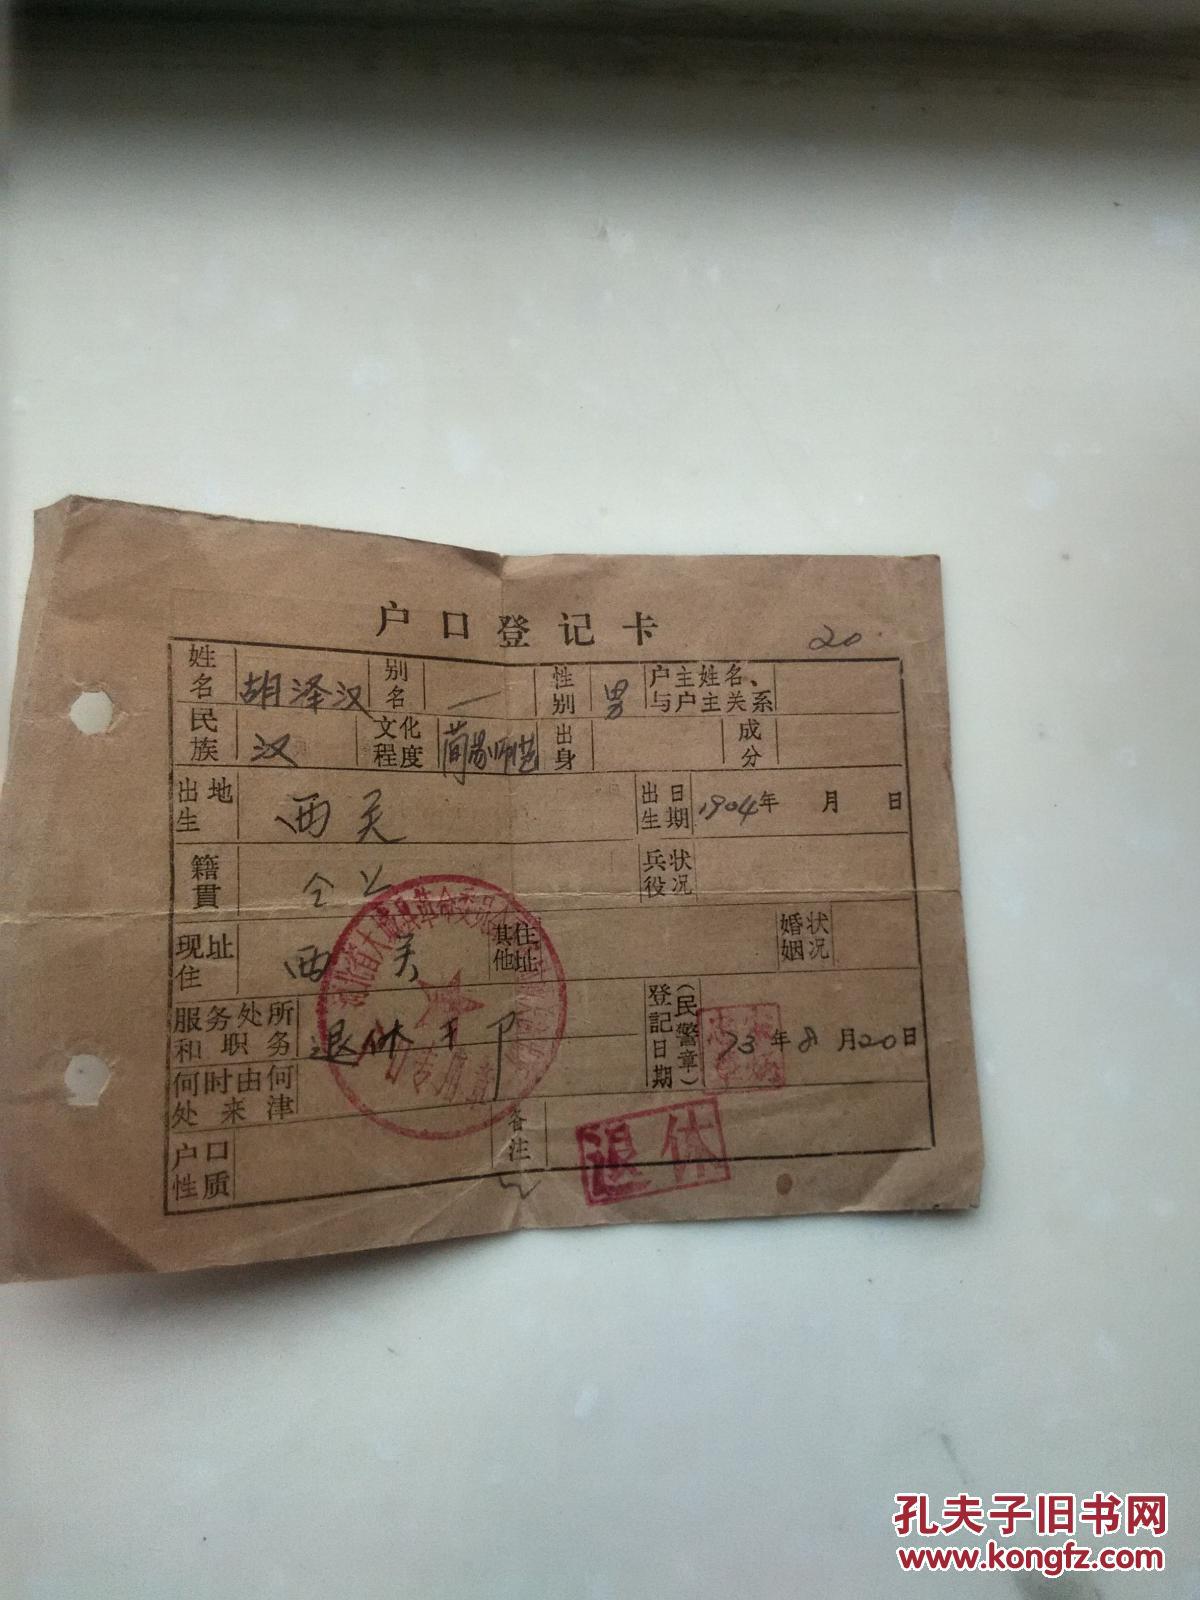 户口登记卡
20
姓名 胡泽汉 别名 — 性别 男 户主姓名、与户主关系
民族 汉 文化程度 简易师范 出身 成分
出生地 西关 出生日期 1904年 月 日
籍贯 仝上 兵役状况
现住址 西关 其他住址 婚姻状况
服务处所和职务 退休干部 登記日期(民警章) 73年8月20日
何时由何处来津
户口性质 备注 退休
孔夫子旧书网
www.kongfz.com